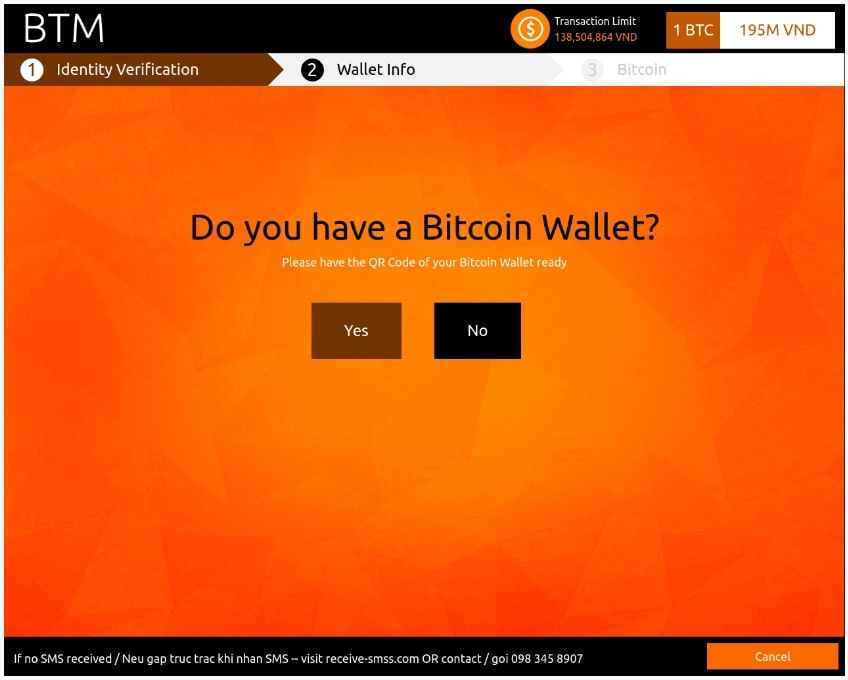 BTM
$
Transaction Limit
138,504,864 VND
1 BTC
195M VND
1 Identity Verification
2 Wallet Info
3 Bitcoin
Do you have a Bitcoin Wallet?
Please have the QR Code of your Bitcoin Wallet ready
Yes
No
If no SMS received / Neu gap truc trac khi nhan SMS -- visit receive-smss.com OR contact / goi 098 345 8907
Cancel